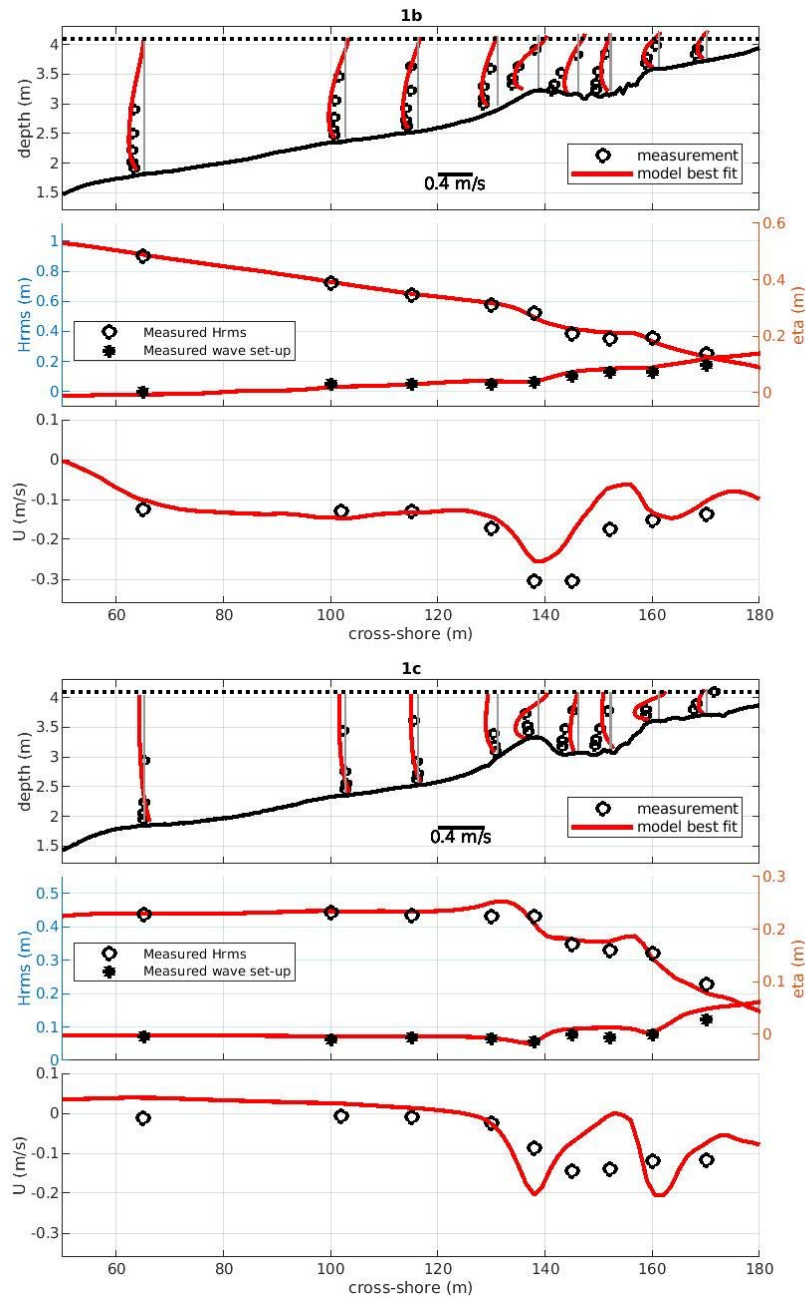 1b
4
3.5
3
2.5
2
1.5
depth (m)
0.4 m/s
measurement
model best fit
1
0.8
0.6
0.4
0.2
0
Hrms (m)
Measured Hrms
Measured wave set-up
0.6
0.4
0.2
0
eta (m)
0.1
0
-0.1
-0.2
-0.3
U (m/s)
60 80 100 120 140 160 180
cross-shore (m)
1c
4
3.5
3
2.5
2
1.5
depth (m)
0.4 m/s
measurement
model best fit
0.5
0.4
0.3
0.2
0.1
0
Hrms (m)
Measured Hrms
Measured wave set-up
0.3
0.2
0.1
0
eta (m)
0.1
0
-0.1
-0.2
-0.3
U (m/s)
60 80 100 120 140 160 180
cross-shore (m)